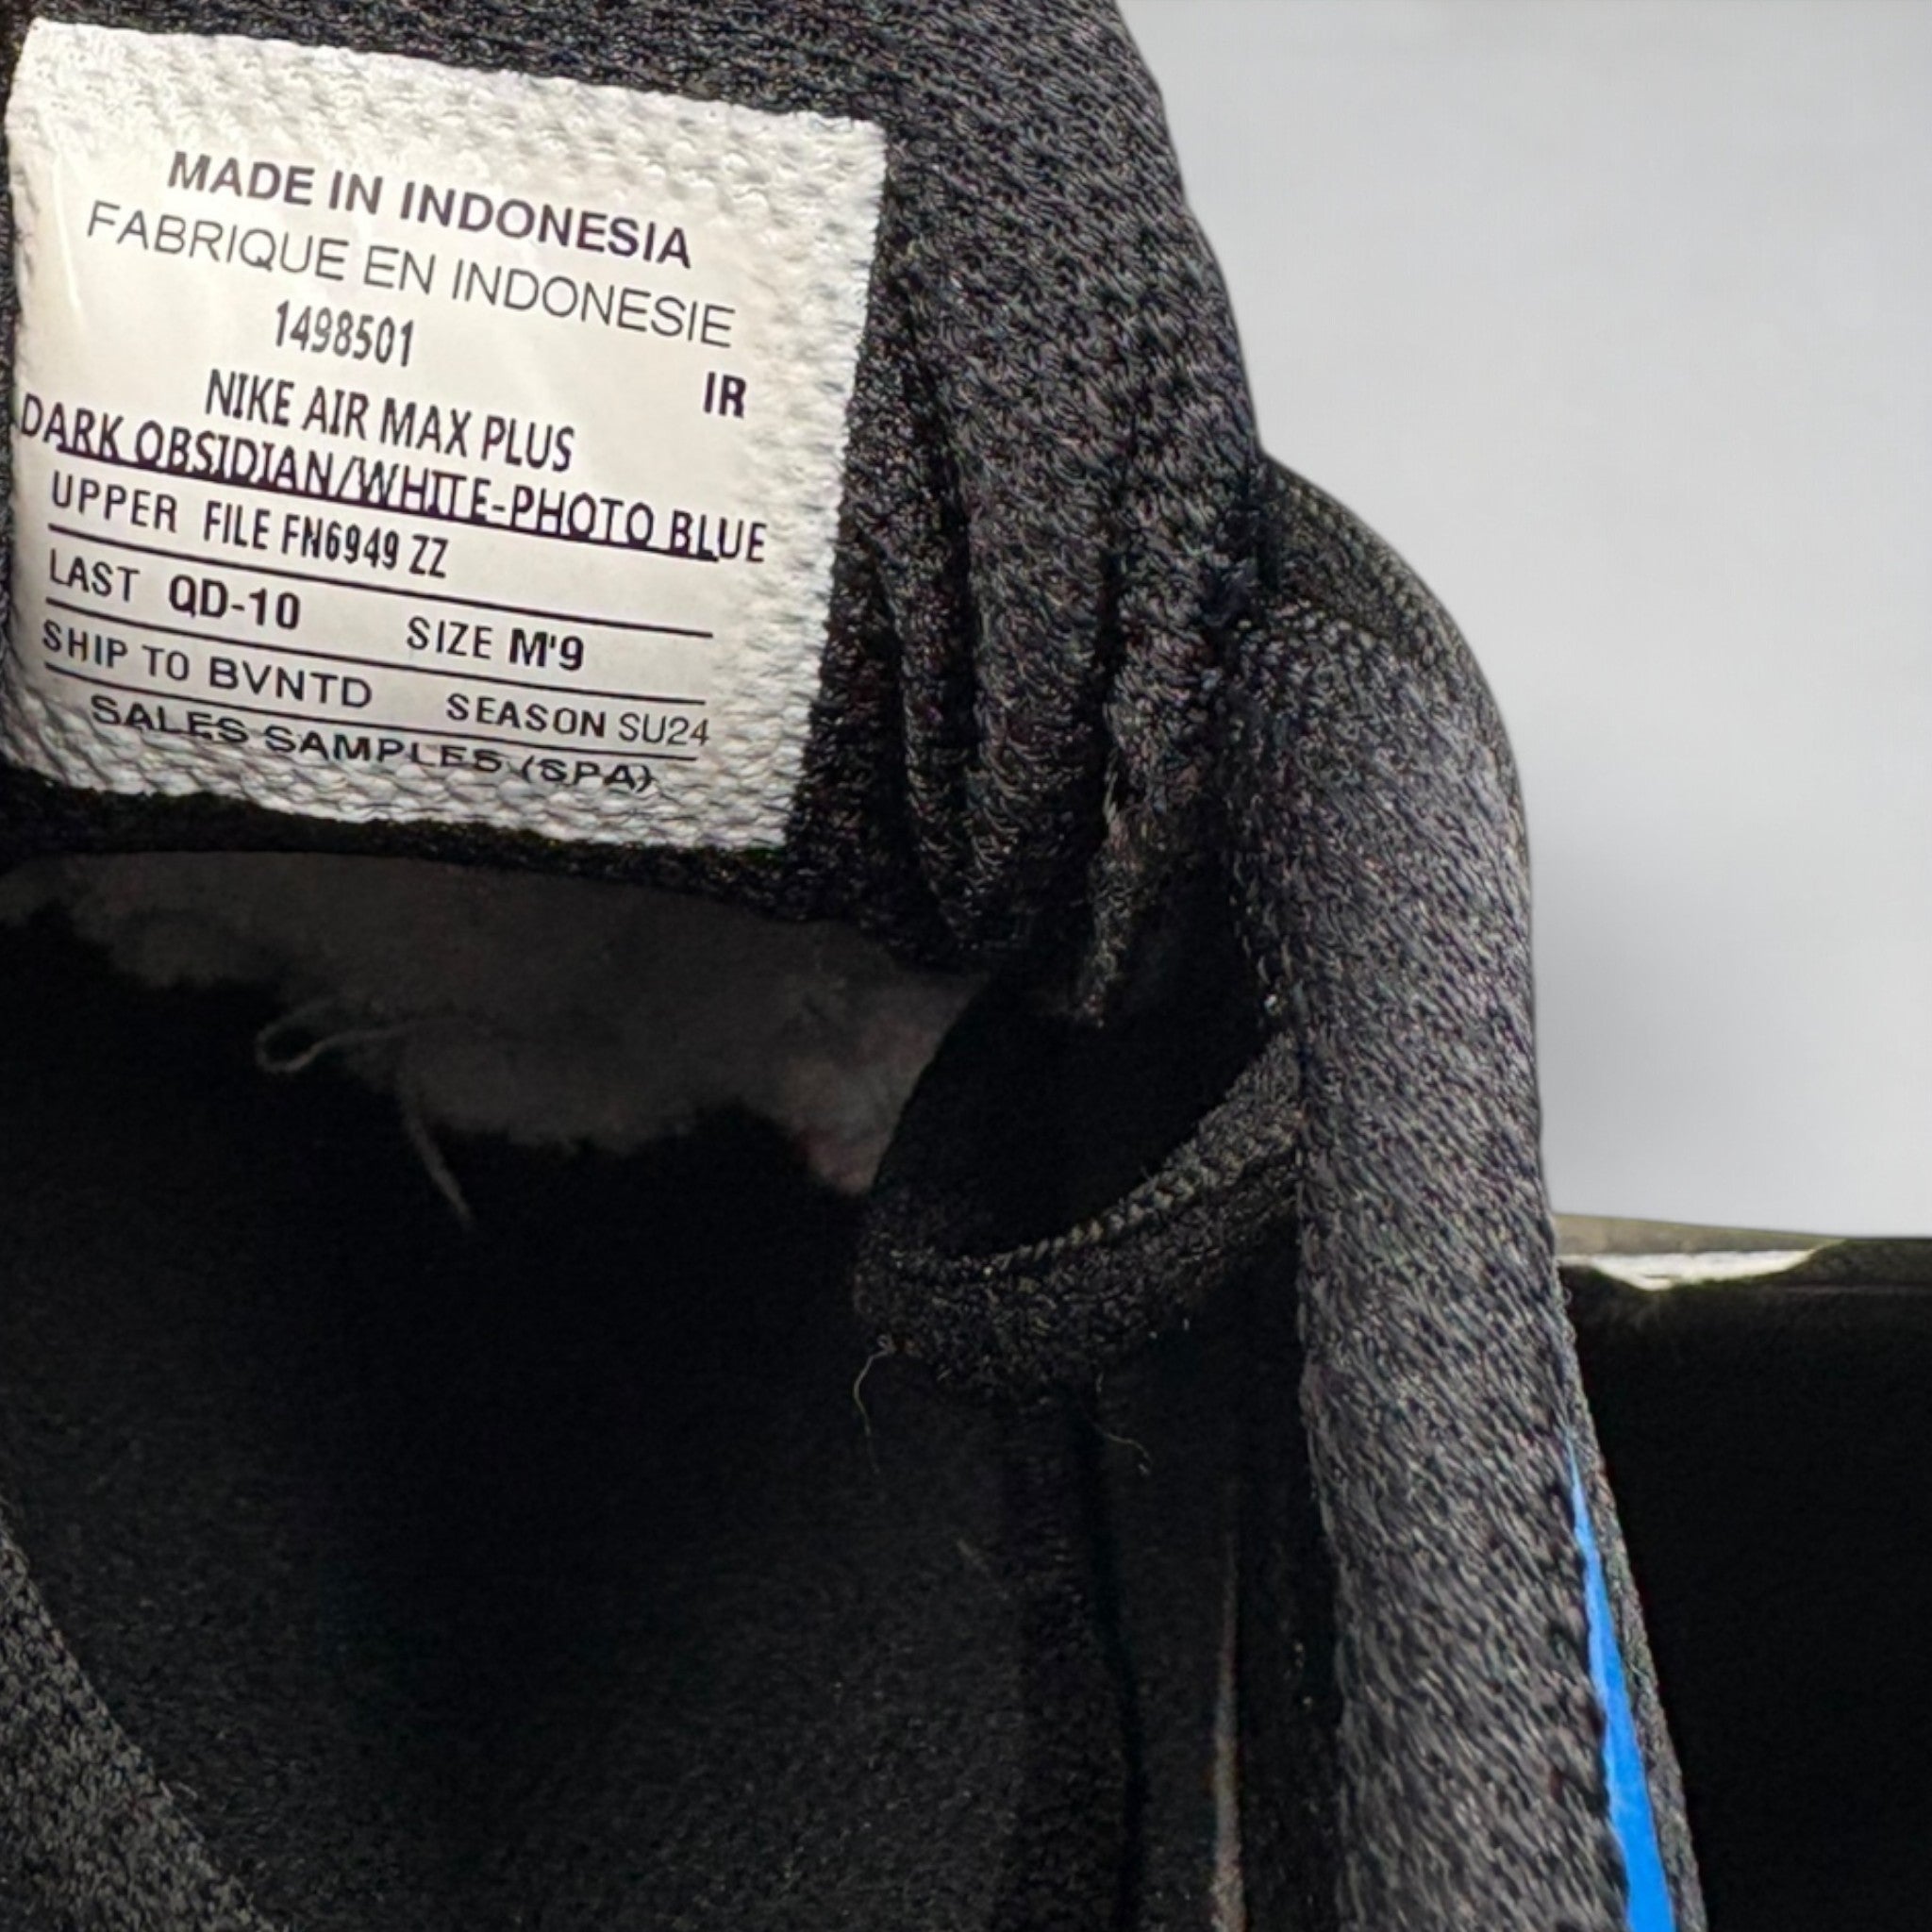 MADE IN INDONESIA
FABRIQUE EN INDONESIE
1498501
IR
NIKE AIR MAX PLUS
DARK OBSIDIAN/WHITE-PHOTO BLUE
UPPER FILE FN6949 ZZ
LAST QD-10 SIZE M'9
SHIP TO BVNTD SEASON SU24
SALES SAMPLES (SPA)